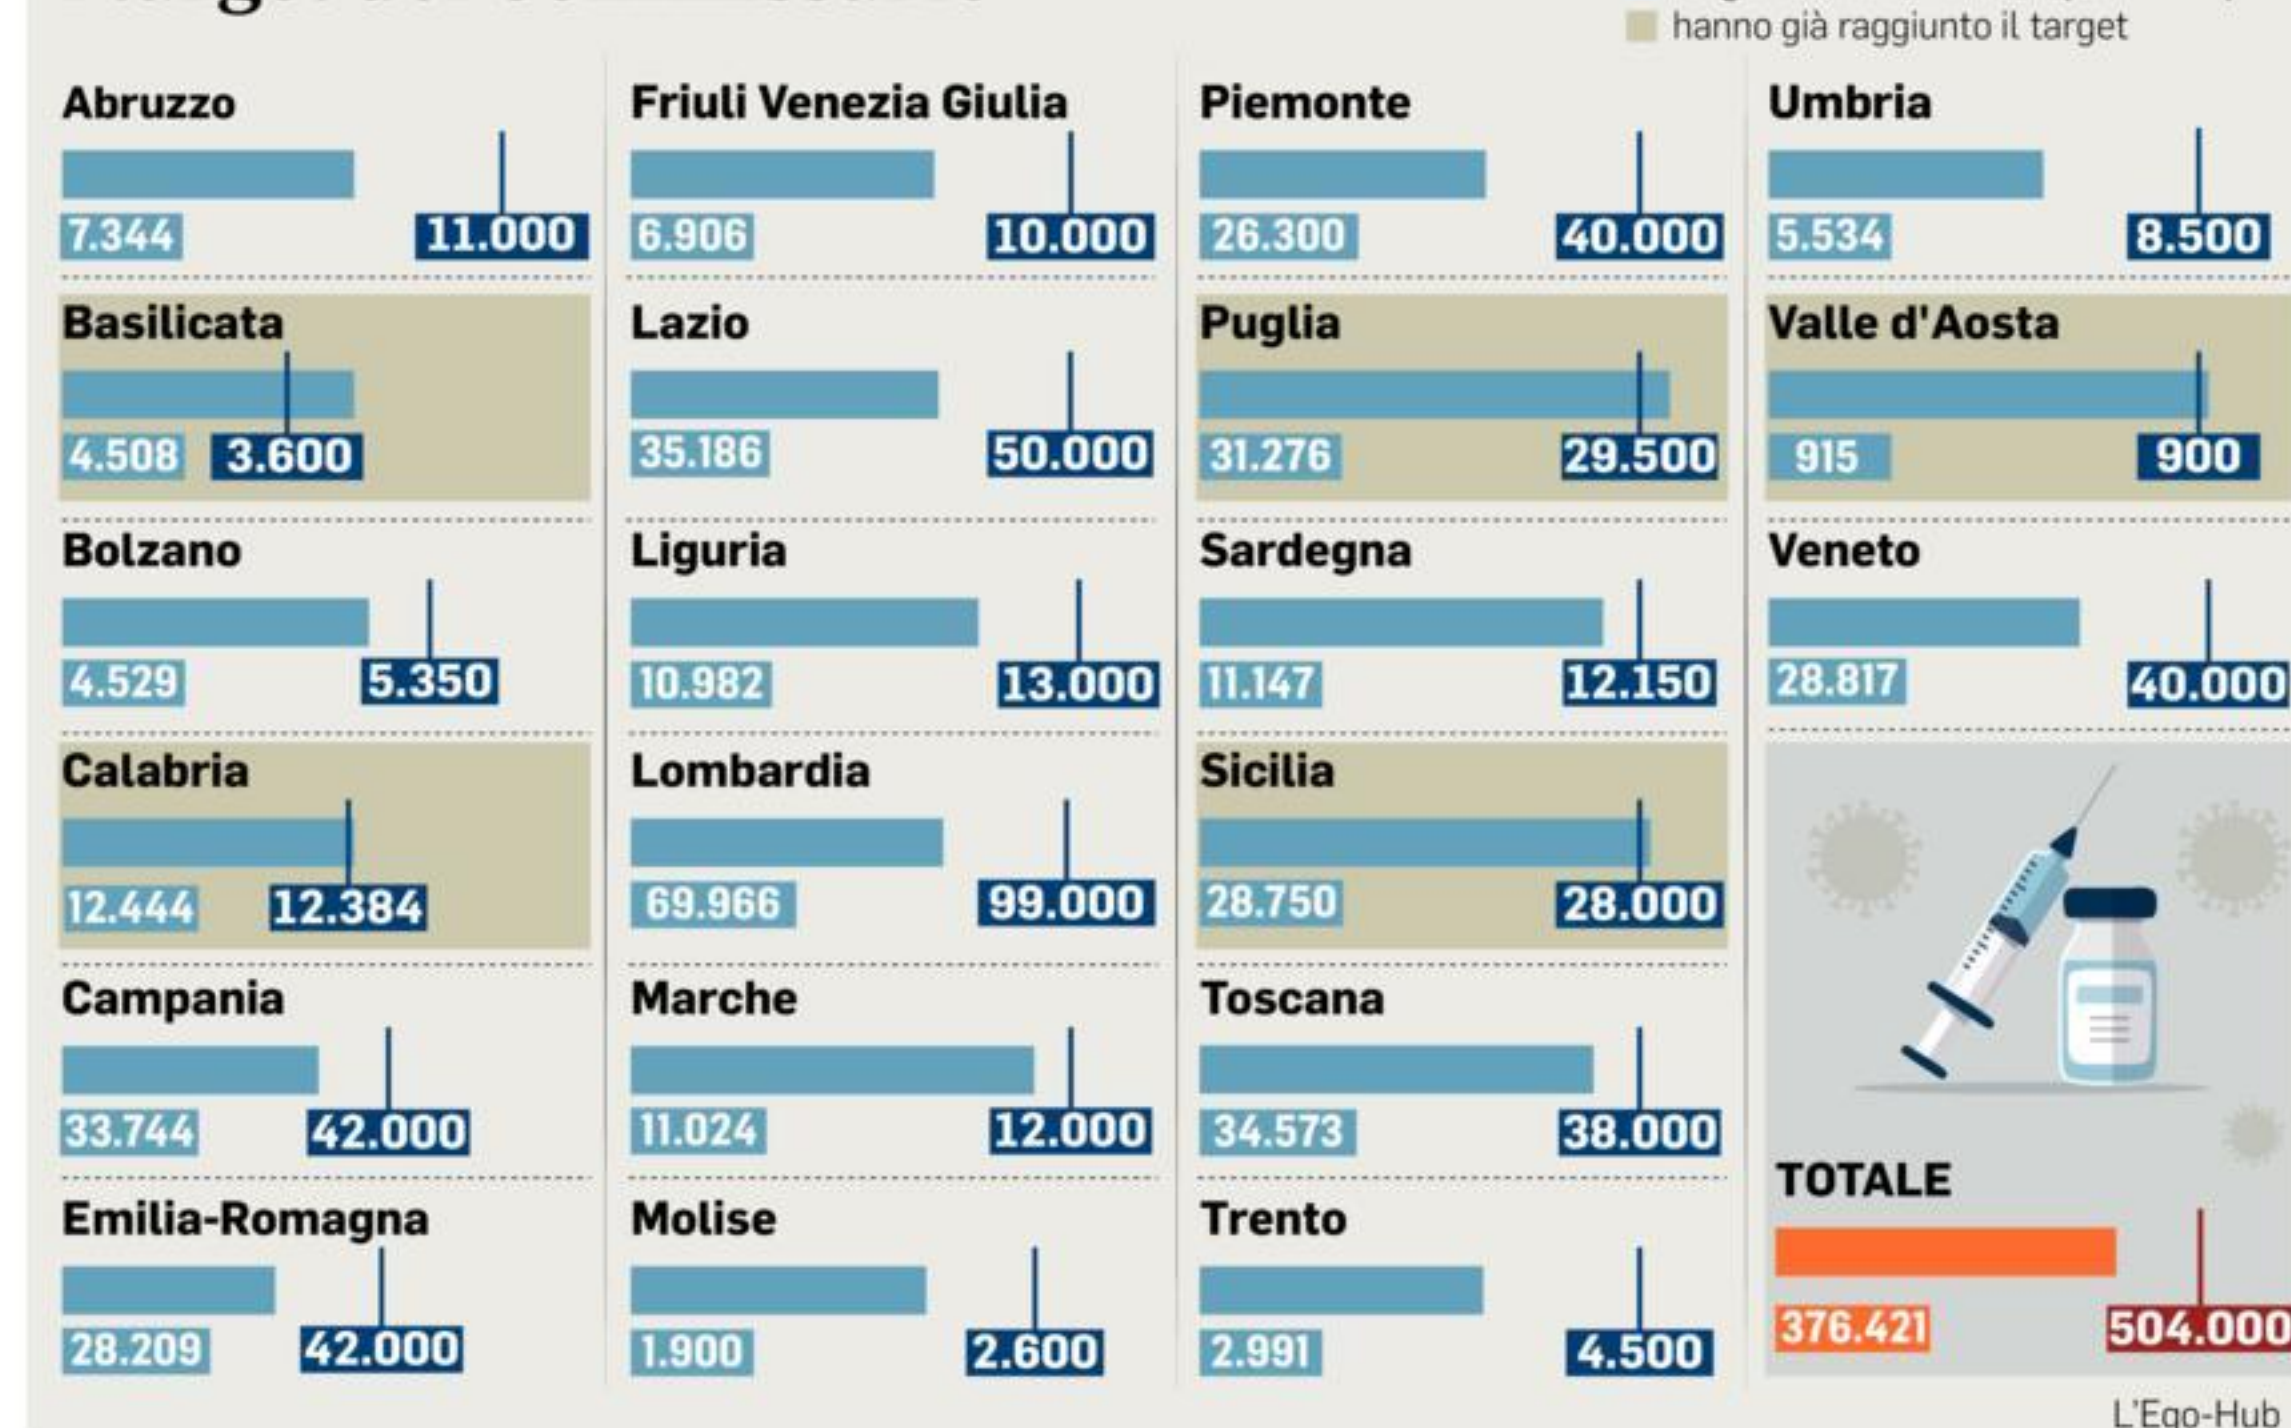 hanno già raggiunto il target
Abruzzo
7.344 11.000
Basilicata
4.508 3.600
Bolzano
4.529 5.350
Calabria
12.444 12.384
Campania
33.744 42.000
Emilia-Romagna
28.209 42.000
Friuli Venezia Giulia
6.906 10.000
Lazio
35.186 50.000
Liguria
10.982 13.000
Lombardia
69.966 99.000
Marche
11.024 12.000
Molise
1.900 2.600
Piemonte
26.300 40.000
Puglia
31.276 29.500
Sardegna
11.147 12.150
Sicilia
28.750 28.000
Toscana
34.573 38.000
Trento
2.991 4.500
Umbria
5.534 8.500
Valle d'Aosta
915 900
Veneto
28.817 40.000
TOTALE
376.421 504.000
L'Ego-Hub